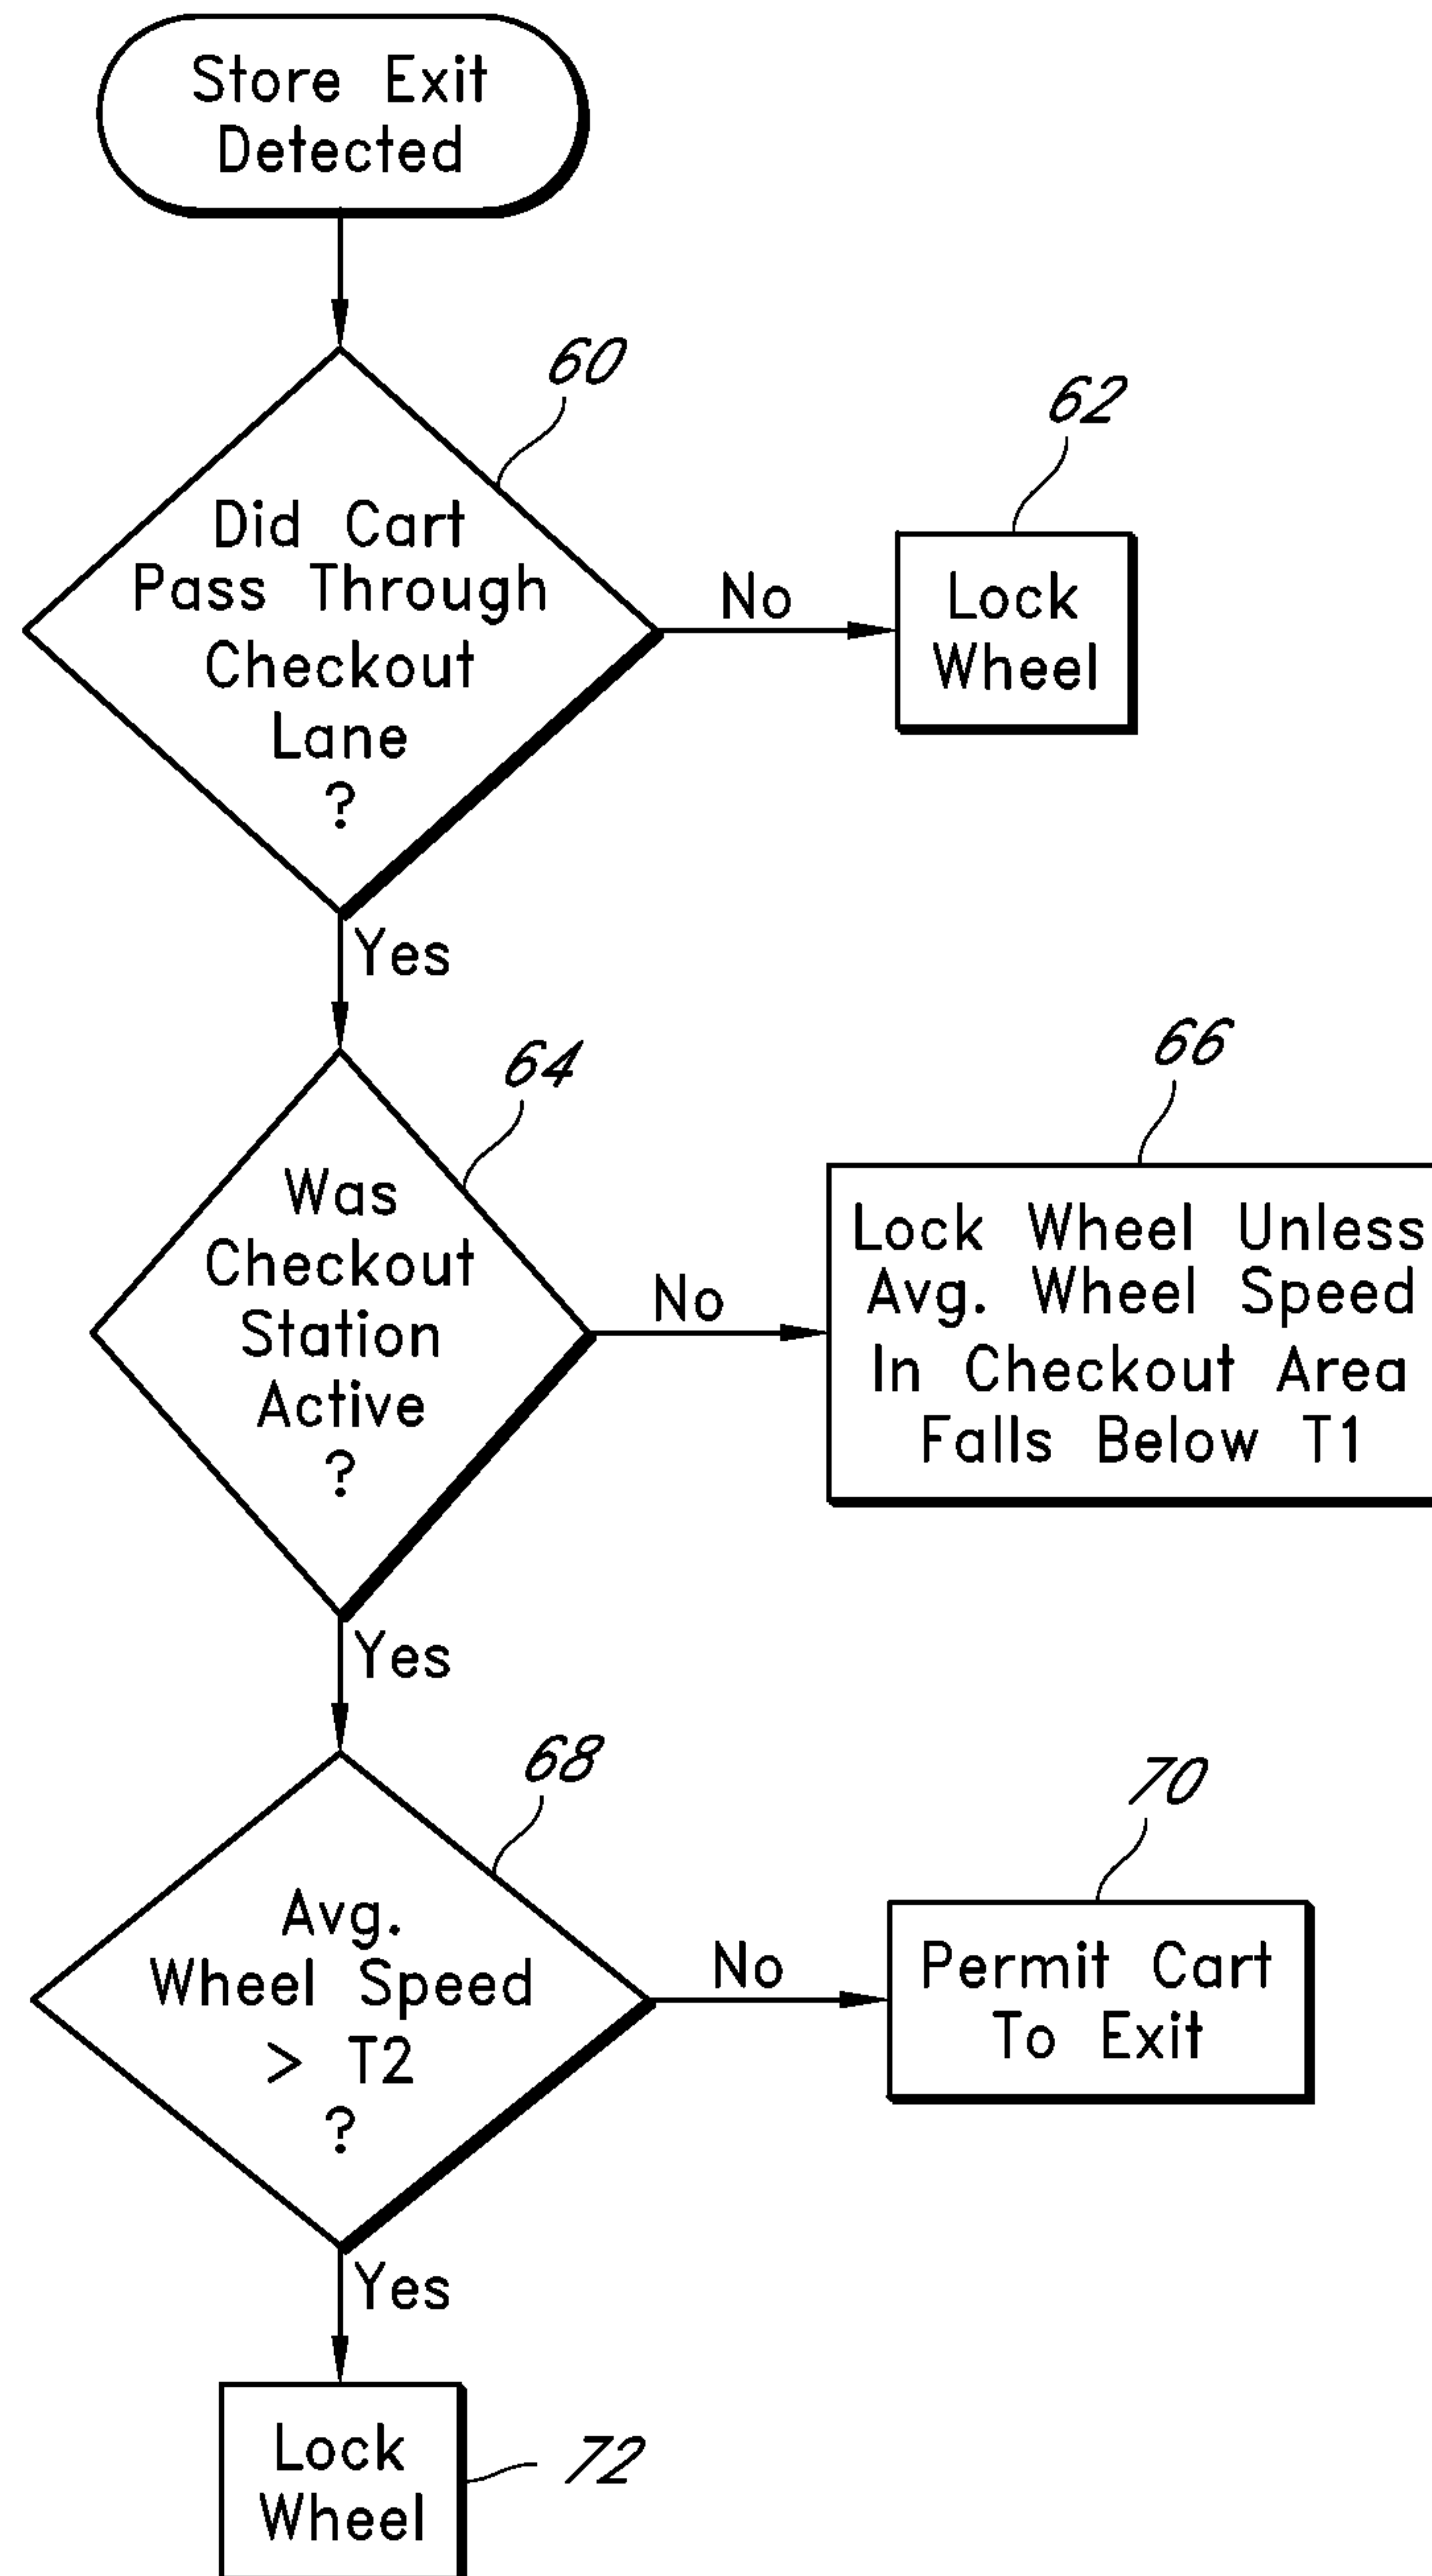 Store Exit
Detected
60
62
Did Cart
Pass Through
Checkout
Lane
?
No
Lock
Wheel
Yes
64
66
Was
Checkout
Station
Active
?
No
Lock Wheel Unless
Avg. Wheel Speed
In Checkout Area
Falls Below T1
Yes
68
70
Avg.
Wheel Speed
> T2
?
No
Permit Cart
To Exit
Yes
Lock
Wheel
72